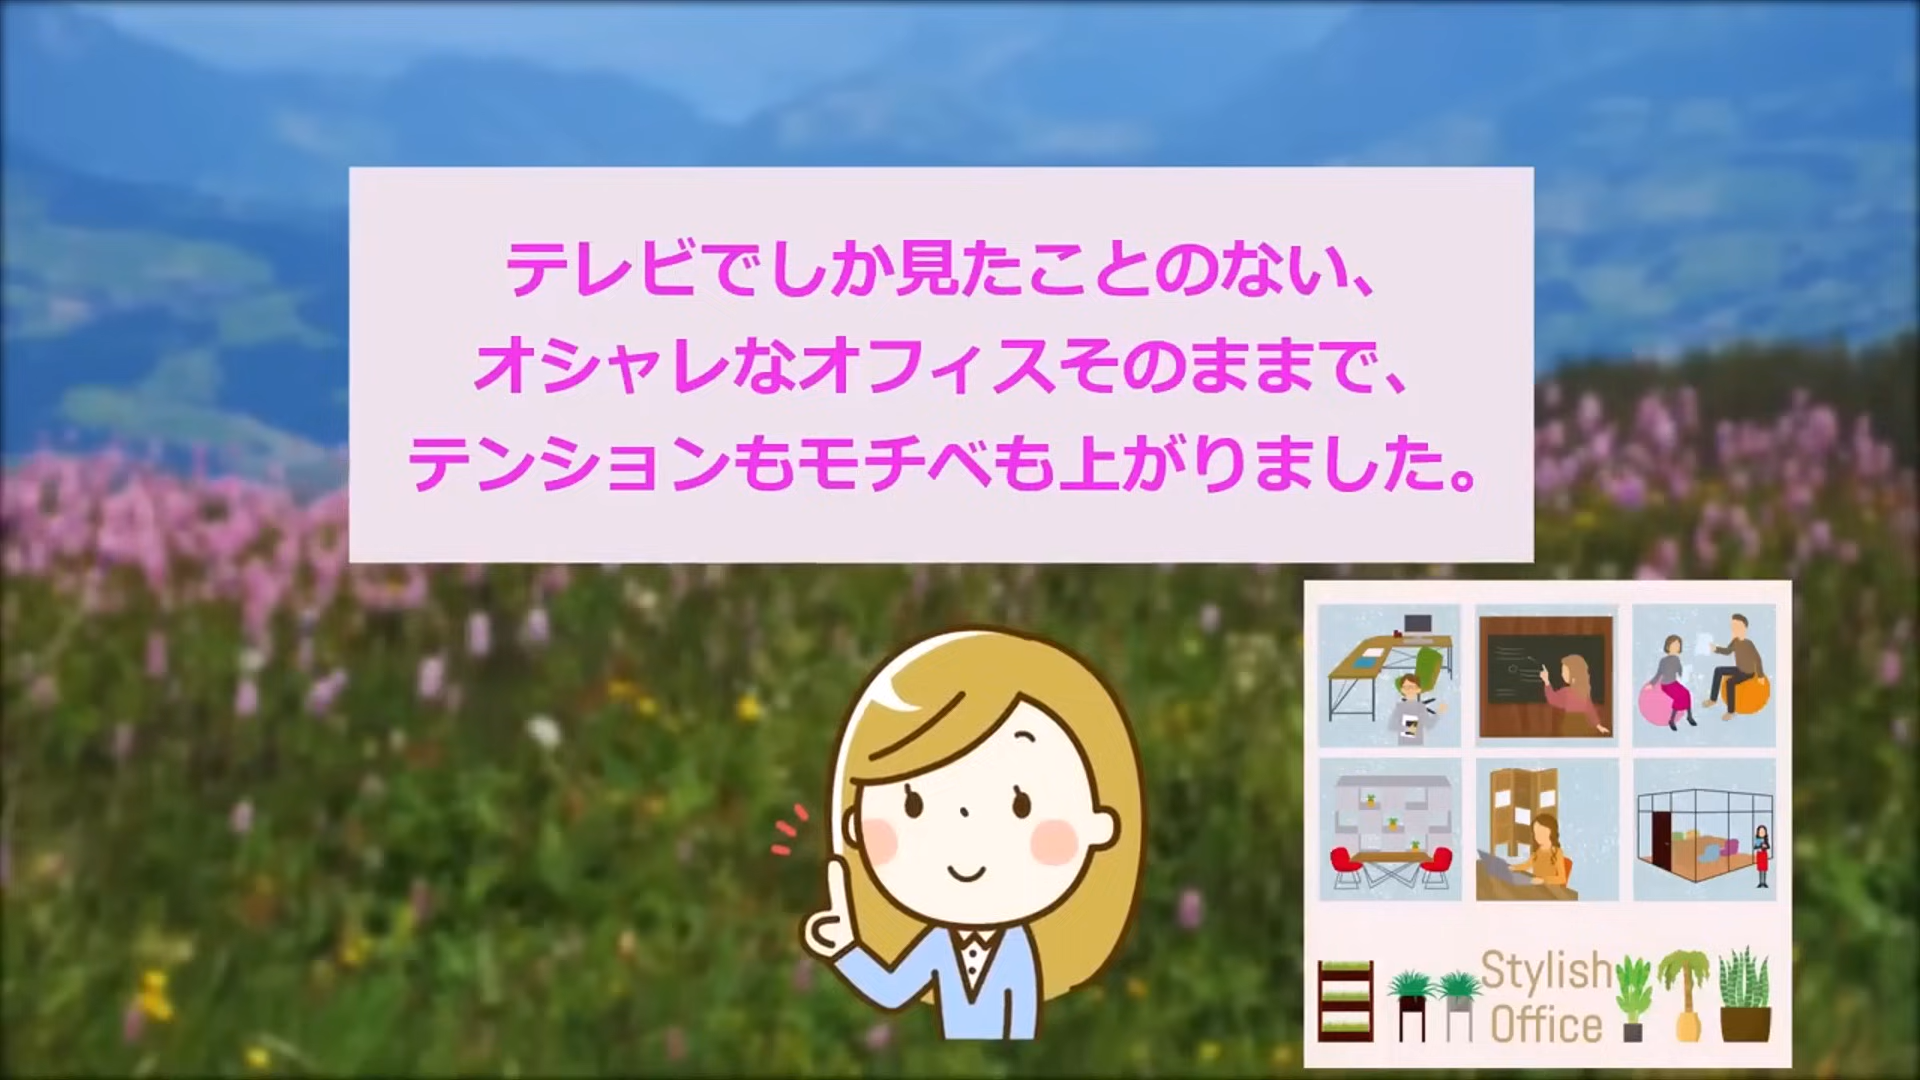 テレビでしか見たことのない、
オシャレなオフィスそのままで、
テンションもモチベも上がりました。
Stylish
Office